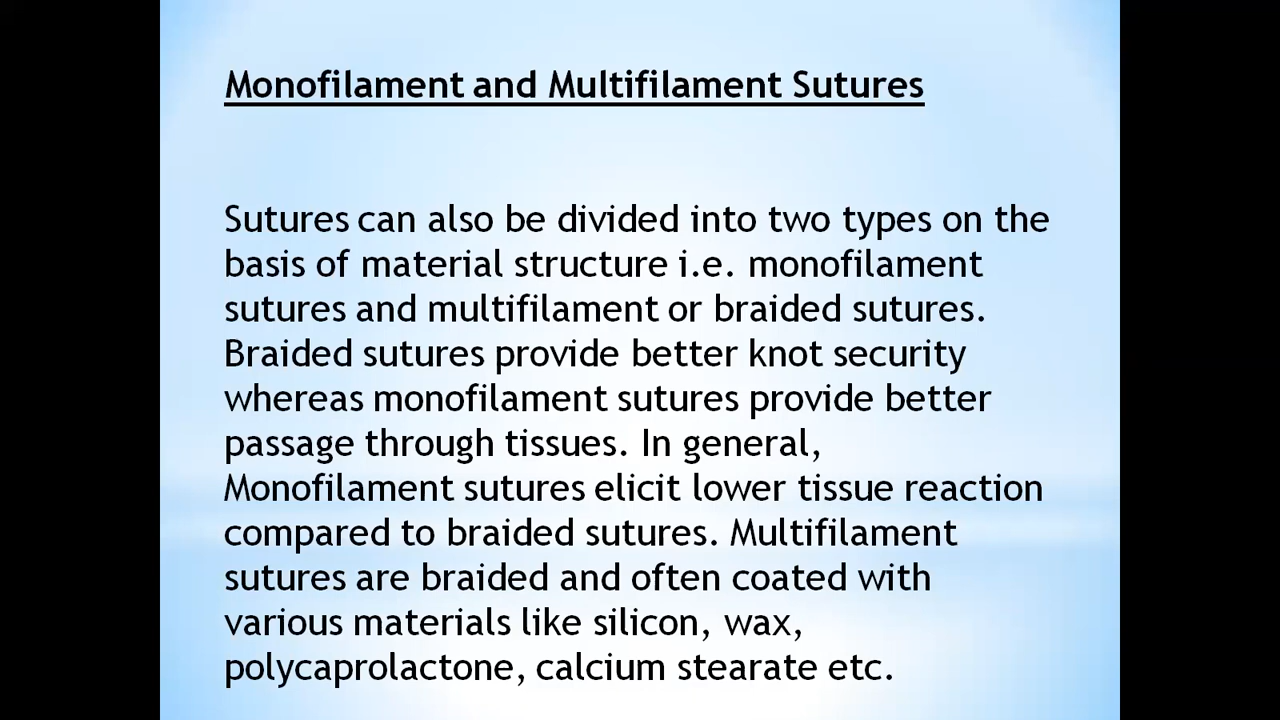 Monofilament and Multifilament Sutures
Sutures can also be divided into two types on the
basis of material structure i.e. monofilament
sutures and multifilament or braided sutures.
Braided sutures provide better knot security
whereas monofilament sutures provide better
passage through tissues. In general,
Monofilament sutures elicit lower tissue reaction
compared to braided sutures. Multifilament
sutures are braided and often coated with
various materials like silicon, wax,
polycaprolactone, calcium stearate etc.